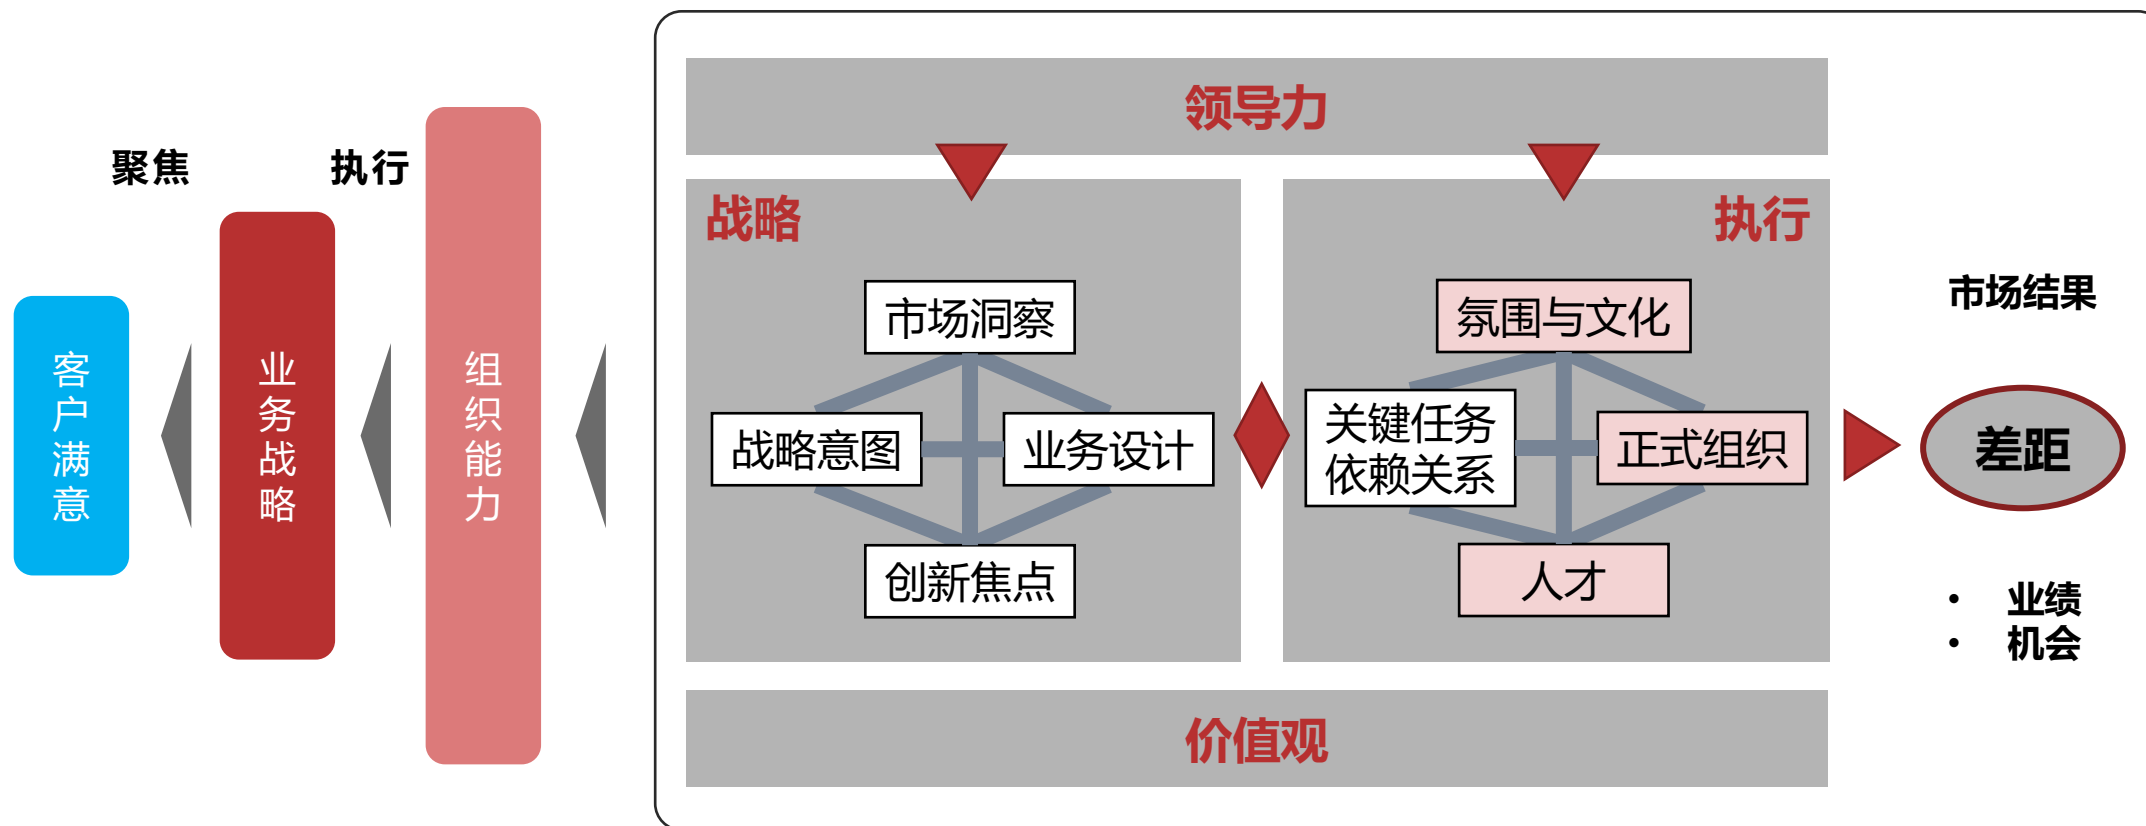 聚焦
执行
客户满意
业务战略
组织能力
领导力
战略
市场洞察
战略意图
业务设计
创新焦点
执行
氛围与文化
关键任务
依赖关系
正式组织
人才
价值观
市场结果
差距
• 业绩
• 机会